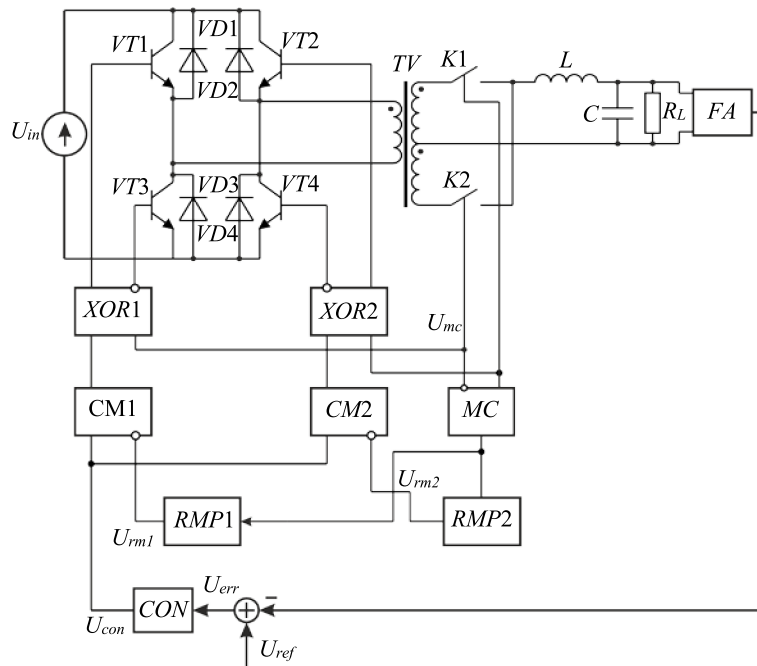 VT1
VD1
VT2
VD2
TV
K1
L
C
R_L
FA
U_in
VT3
VD3
VT4
VD4
K2
XOR1
XOR2
U_mc
CM1
CM2
MC
U_rm1
RMP1
U_rm2
RMP2
U_con
CON
U_err
+
−
U_ref